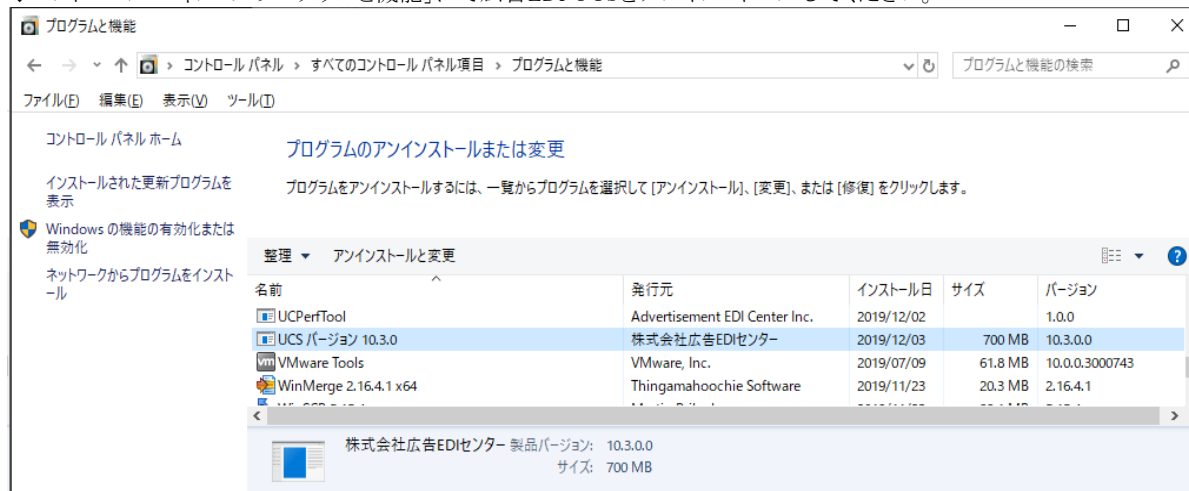 プログラムと機能
コントロール パネル › すべてのコントロール パネル項目 › プログラムと機能
プログラムと機能の検索
ファイル(F) 編集(E) 表示(V) ツール(T)
コントロール パネル ホーム
インストールされた更新プログラムを
表示
Windows の機能の有効化または
無効化
ネットワークからプログラムをインスト
ール
プログラムのアンインストールまたは変更
プログラムをアンインストールするには、一覧からプログラムを選択して [アンインストール]、[変更]、または [修復] をクリックします。
整理 アンインストールと変更
名前 発行元 インストール日 サイズ バージョン
UCPerfTool Advertisement EDI Center Inc. 2019/12/02 1.0.0
UCS バージョン 10.3.0 株式会社広告EDIセンター 2019/12/03 700 MB 10.3.0.0
vm VMware Tools VMware, Inc. 2019/07/09 61.8 MB 10.0.0.3000743
WinMerge 2.16.4.1 x64 Thingamahoochie Software 2019/11/23 20.3 MB 2.16.4.1
株式会社広告EDIセンター 製品バージョン: 10.3.0.0
サイズ: 700 MB